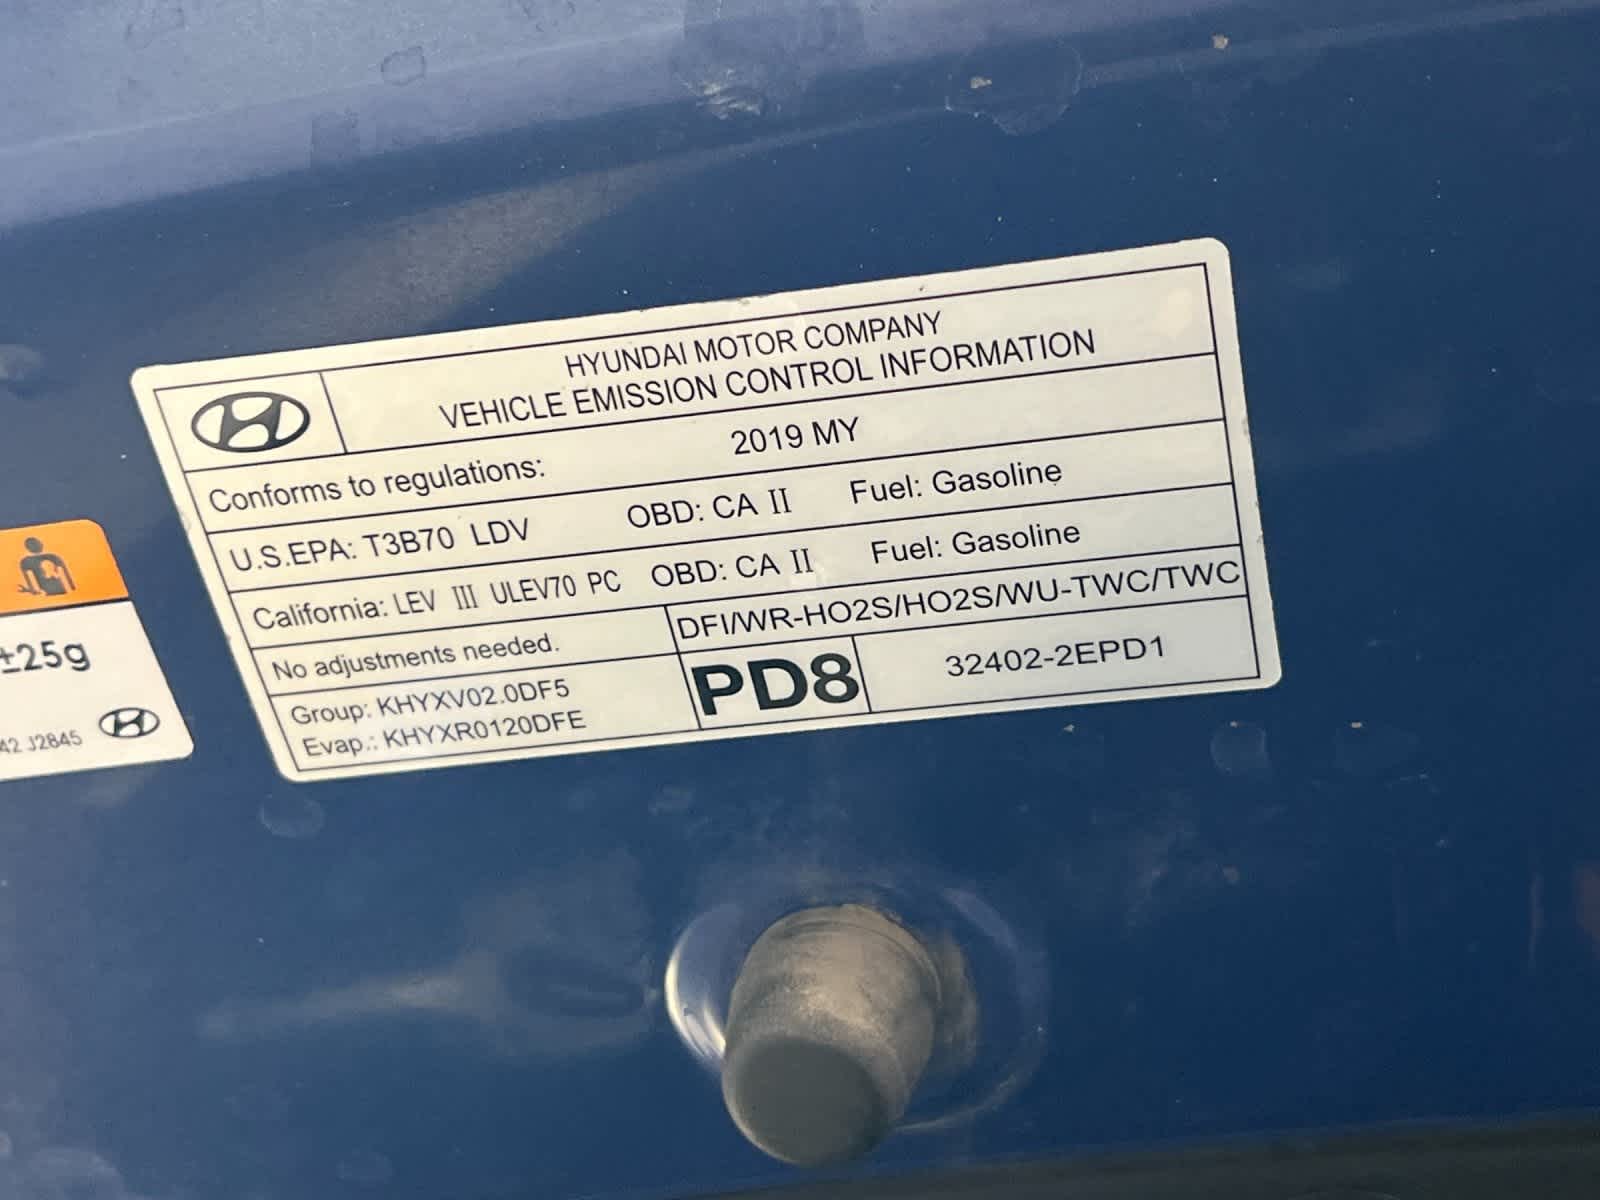 HYUNDAI MOTOR COMPANY
VEHICLE EMISSION CONTROL INFORMATION
Conforms to regulations: 2019 MY
U.S.EPA: T3B70 LDV OBD: CA II Fuel: Gasoline
California: LEV III ULEV70 PC OBD: CA II Fuel: Gasoline
No adjustments needed. DFI/WR-HO2S/HO2S/WU-TWC/TWC
Group: KHYXV02.0DF5
Evap.: KHYXR0120DFE
PD8
32402-2EPD1
±25g
42 J2845